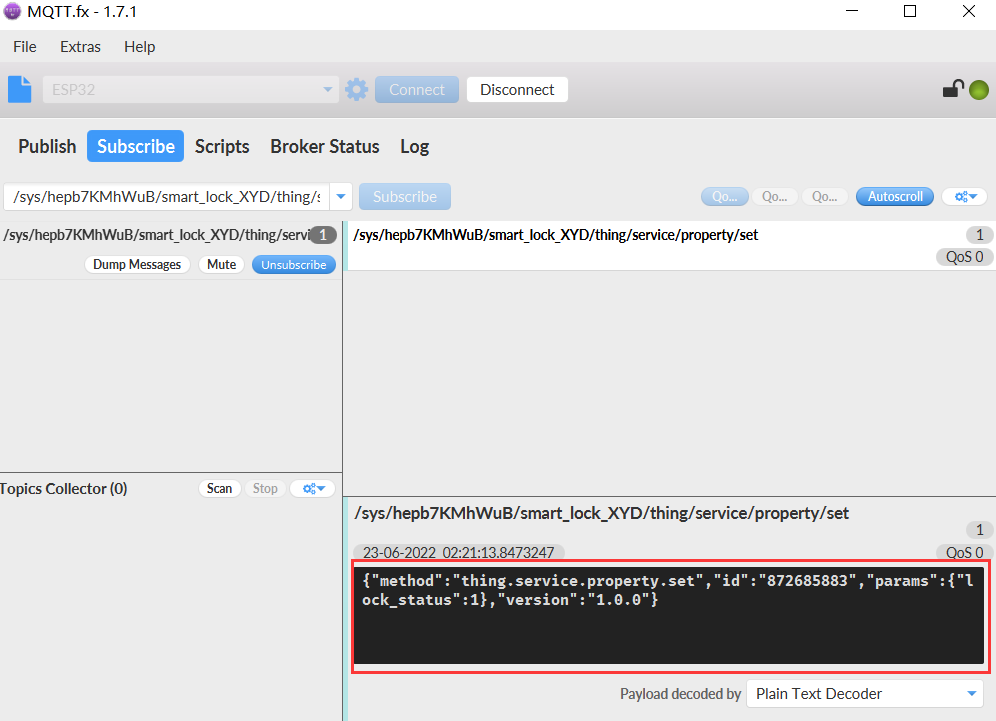 MQTT.fx - 1.7.1
File Extras Help
ESP32 Connect Disconnect
Publish Subscribe Scripts Broker Status Log
/sys/hepb7KMhWuB/smart_lock_XYD/thing/s Subscribe Qo... Qo... Qo... Autoscroll
/sys/hepb7KMhWuB/smart_lock_XYD/thing/servi 1
Dump Messages Mute Unsubscribe
/sys/hepb7KMhWuB/smart_lock_XYD/thing/service/property/set 1
QoS 0
Topics Collector (0) Scan Stop
/sys/hepb7KMhWuB/smart_lock_XYD/thing/service/property/set
1
23-06-2022 02:21:13.8473247 QoS 0
{"method":"thing.service.property.set","id":"872685883","params":{"l
ock_status":1},"version":"1.0.0"}
Payload decoded by Plain Text Decoder